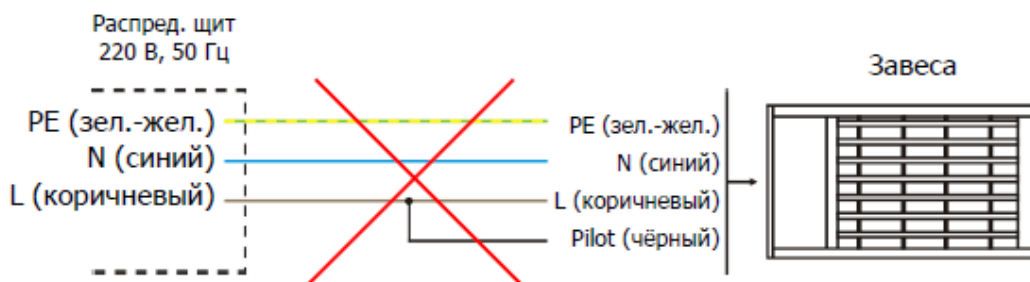 Распред. щит
220 В, 50 Гц
Завеса
PE (зел.-жел.)
PE (зел.-жел.)
N (синий)
N (синий)
L (коричневый)
L (коричневый)
Pilot (чёрный)